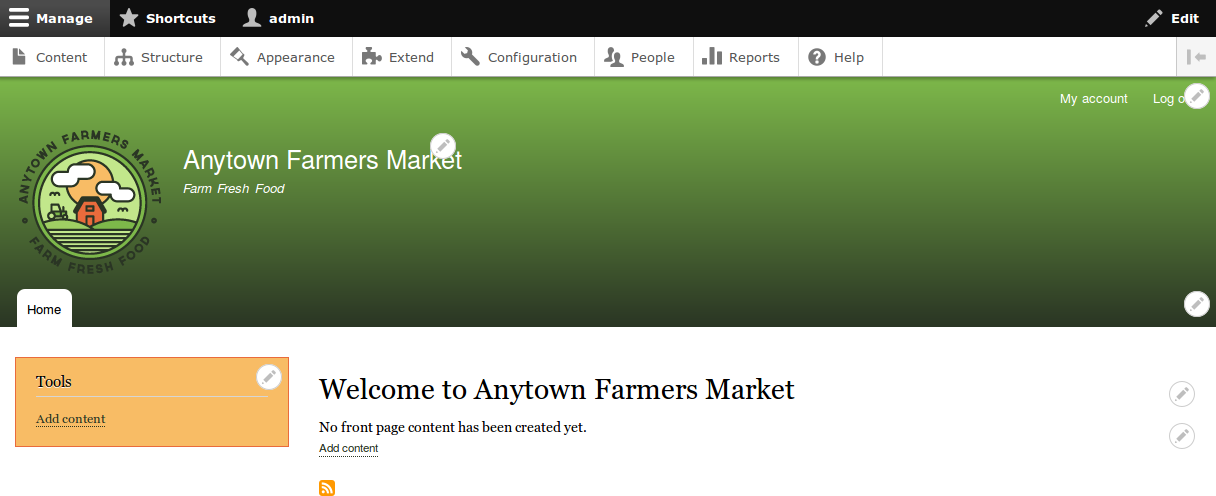 Manage Shortcuts admin Edit
Content Structure Appearance Extend Configuration People Reports Help
My account Log o
ANYTOWN FARMERS MARKET
Anytown Farmers Market
Farm Fresh Food
FARM FRESH FOOD
Home
Tools
Add content
Welcome to Anytown Farmers Market
No front page content has been created yet.
Add content